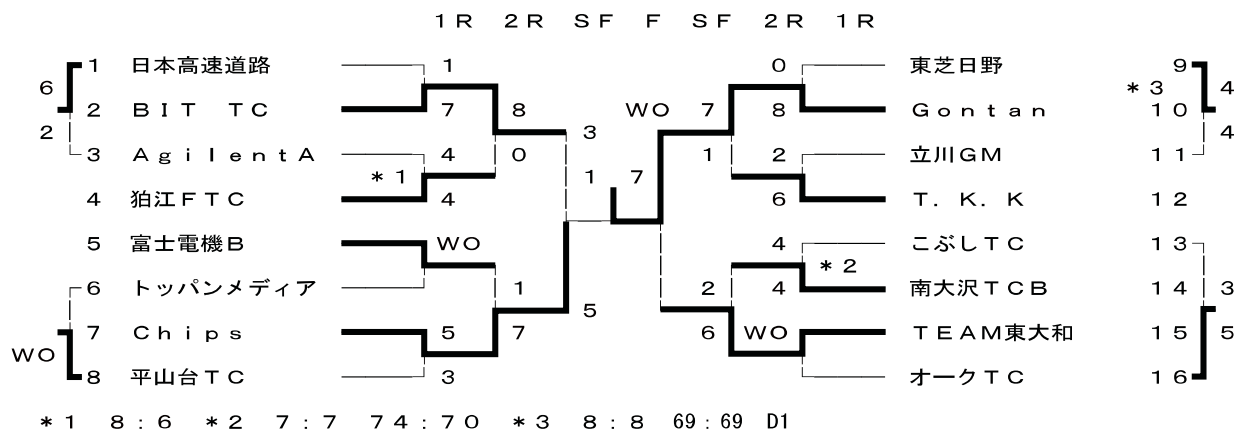 １Ｒ ２Ｒ ＳＦ Ｆ ＳＦ ２Ｒ １Ｒ
１ 日本高速道路 １ ０ 東芝日野 ９
６ ＊３ ４
２ ＢＩＴ ＴＣ ７ ８ ＷＯ ７ ８ Ｇｏｎｔａｎ １０
２ ３ ４
３ ＡｇｉｌｅｎｔＡ ４ ０ １ ２ 立川ＧＭ １１
＊１ １ ７
４ 狛江ＦＴＣ ４ ６ Ｔ．Ｋ．Ｋ １２
５ 富士電機Ｂ ＷＯ ４ こぶしＴＣ １３
＊２
６ トッパンメディア １ ２ ４ 南大沢ＴＣＢ １４ ３
５
７ Ｃｈｉｐｓ ５ ７ ６ ＷＯ ＴＥＡＭ東大和 １５ ５
ＷＯ
８ 平山台ＴＣ ３ オークＴＣ １６
＊１ ８：６ ＊２ ７：７ ７４：７０ ＊３ ８：８ 69：69 D1